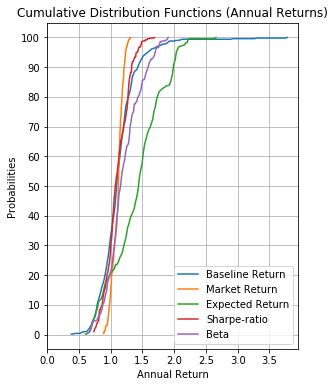 Cumulative Distribution Functions (Annual Returns)
100
90
80
70
60
50
40
30
20
10
0
Probabilities
Baseline Return
Market Return
Expected Return
Sharpe-ratio
Beta
0.0 0.5 1.0 1.5 2.0 2.5 3.0 3.5
Annual Return